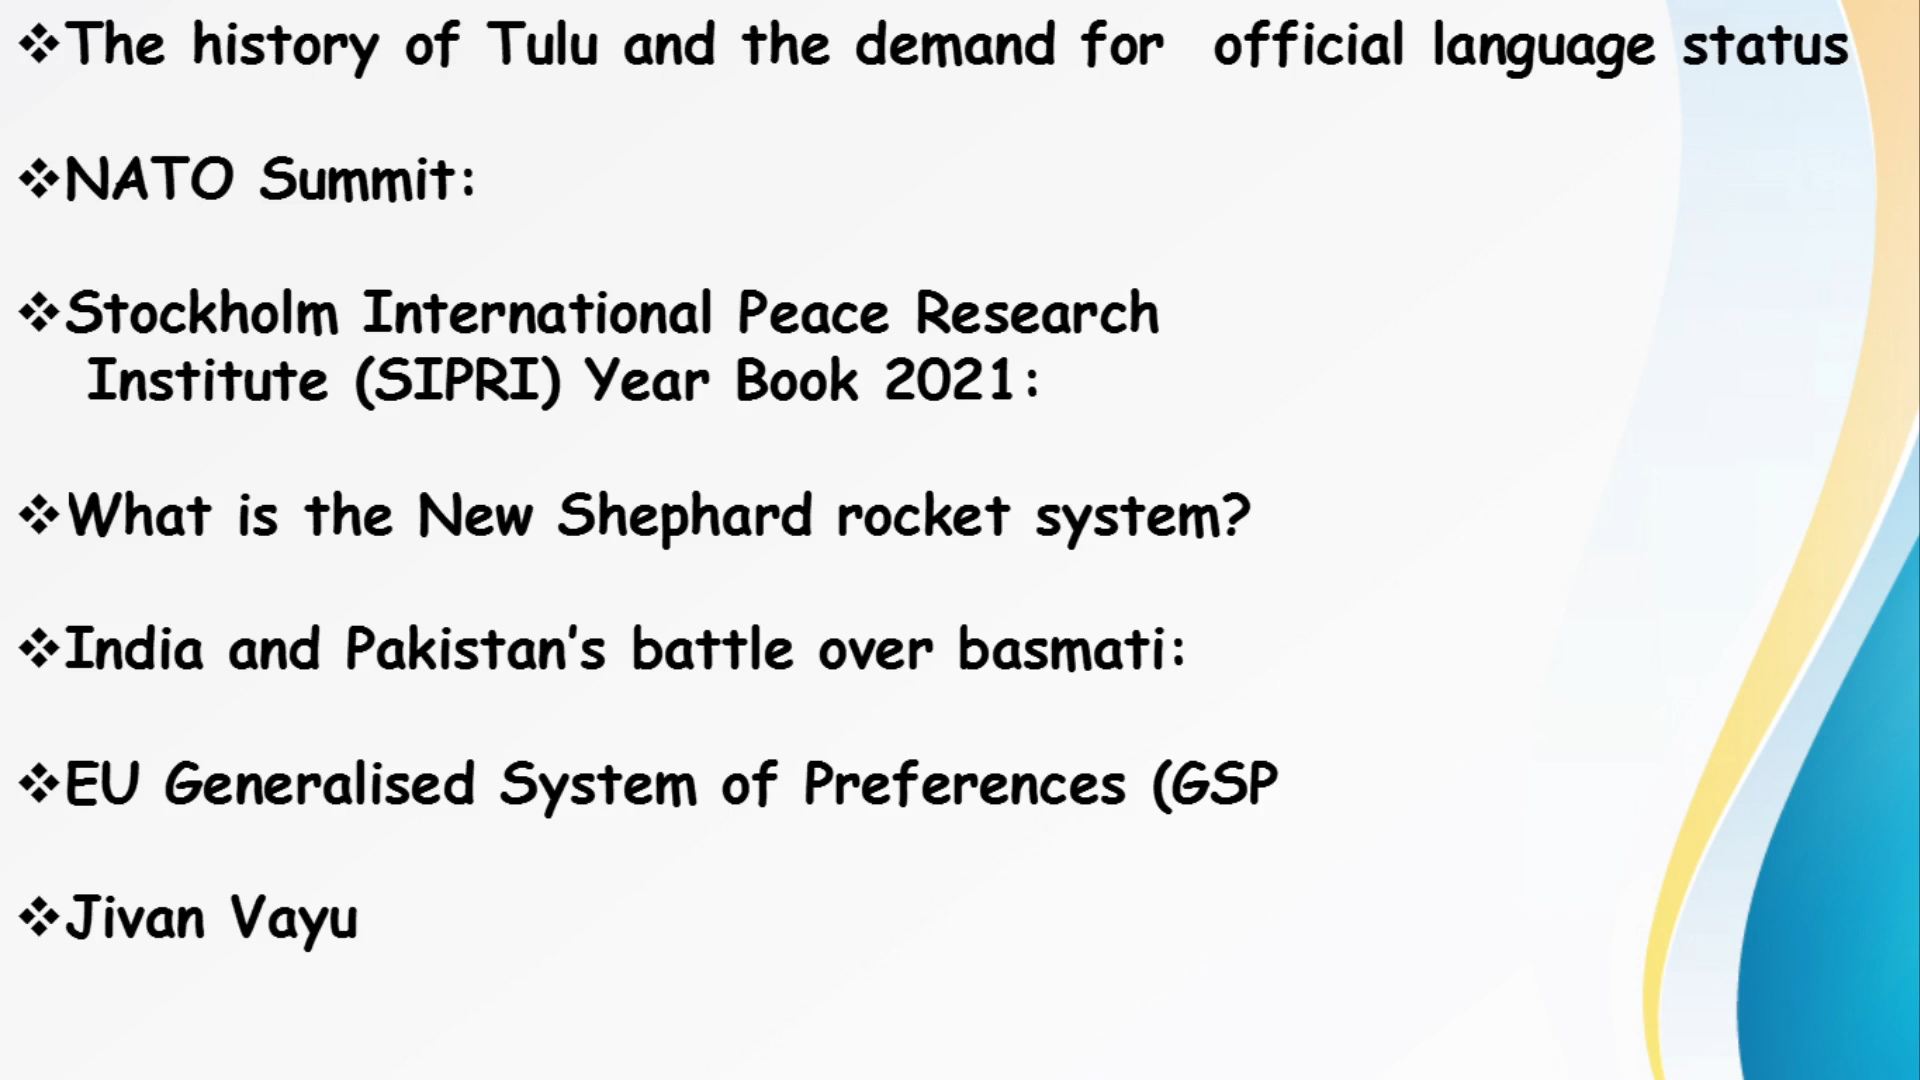 ❖The history of Tulu and the demand for official language status
❖NATO Summit:
❖Stockholm International Peace Research
Institute (SIPRI) Year Book 2021:
❖What is the New Shephard rocket system?
❖India and Pakistan's battle over basmati:
❖EU Generalised System of Preferences (GSP
❖Jivan Vayu